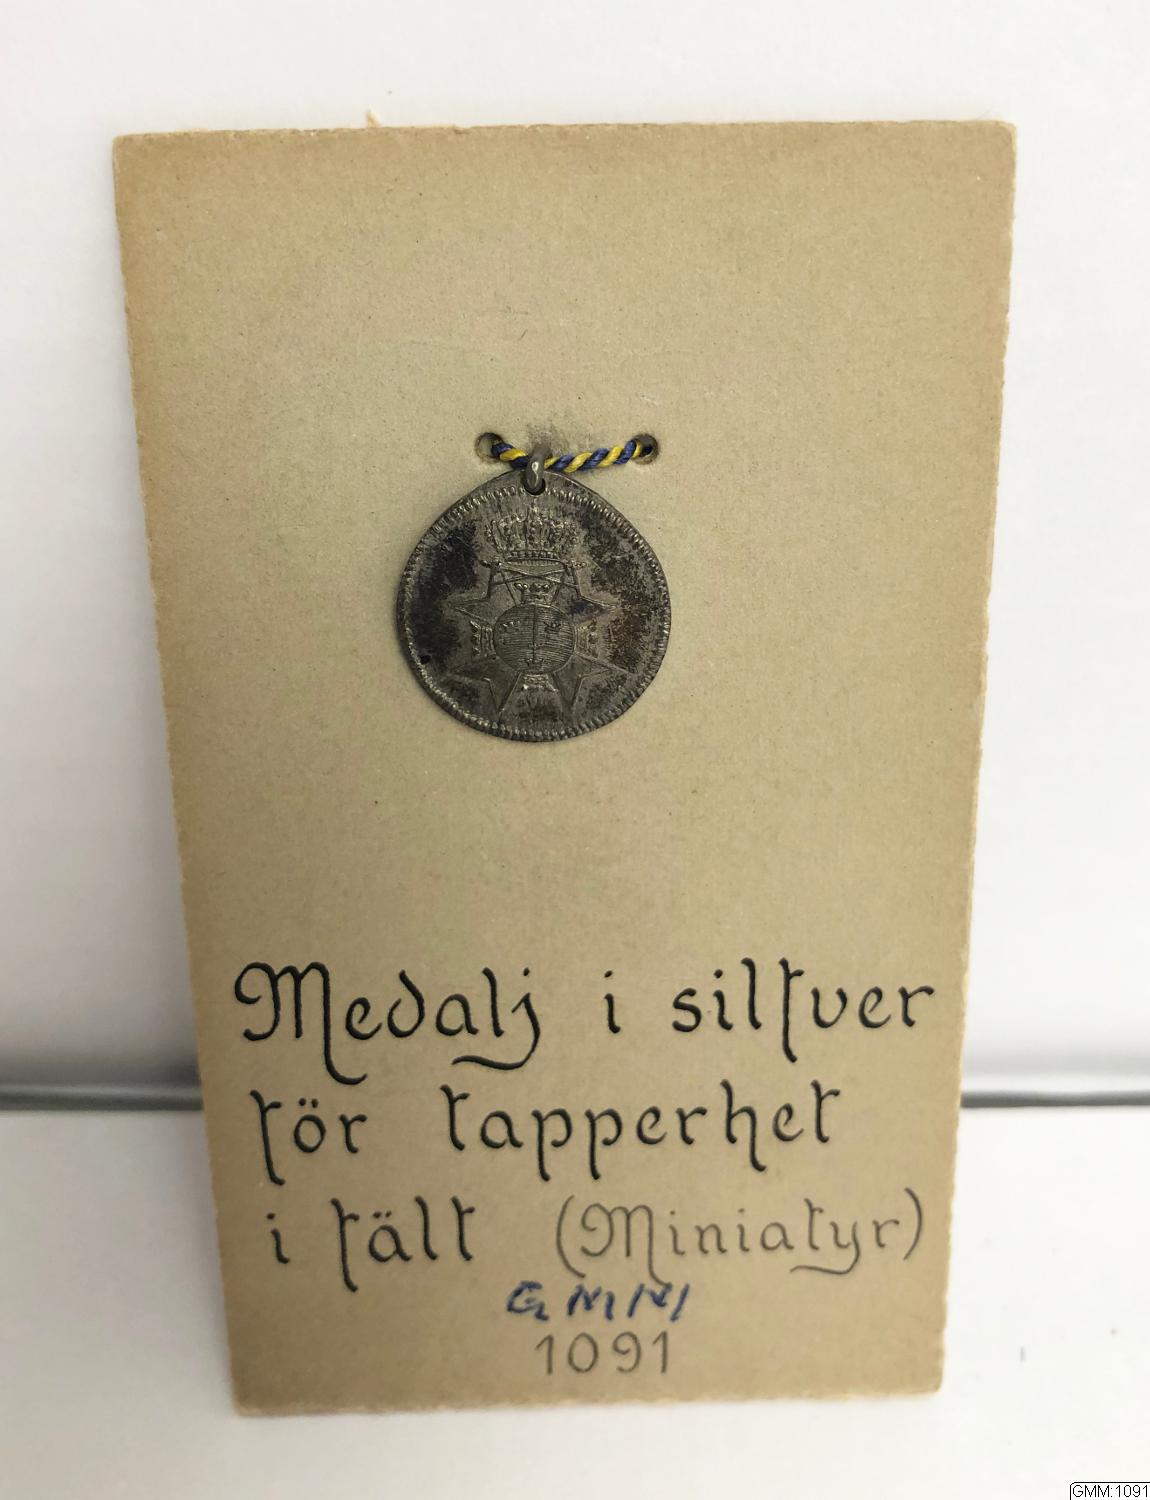 Medalj i silfver
för tapperhet
i fält (Miniatyr)
GMM
1091
GMM:1091